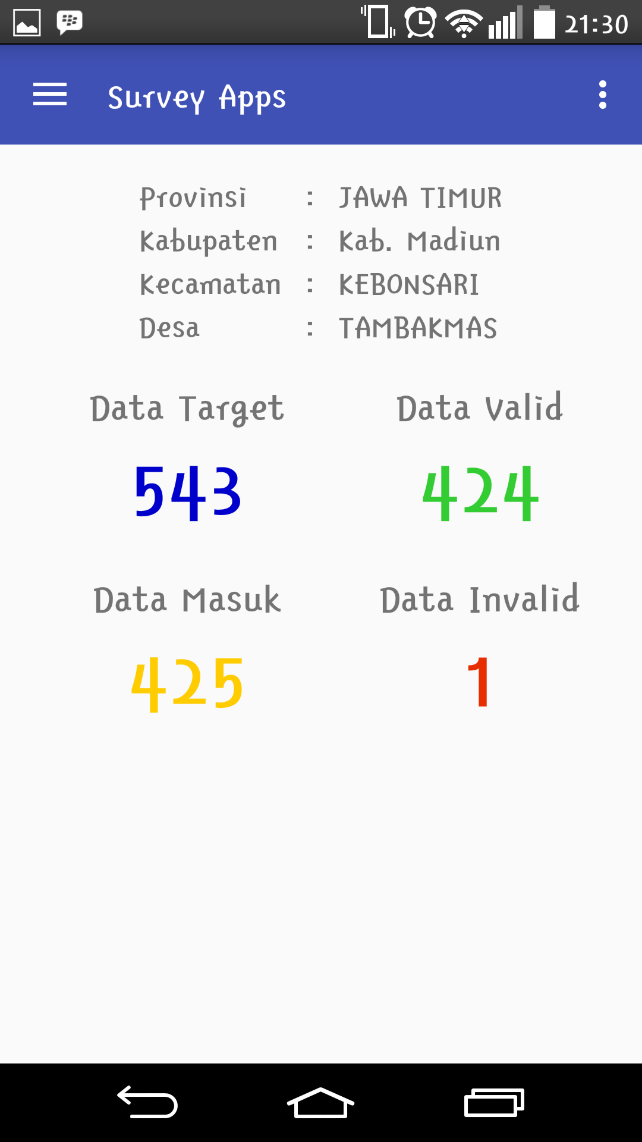 21:30
Survey Apps
Provinsi : JAWA TIMUR
Kabupaten : Kab. Madiun
Kecamatan : KEBONSARI
Desa : TAMBAKMAS
Data Target Data Valid
543 424
Data Masuk Data Invalid
425 1